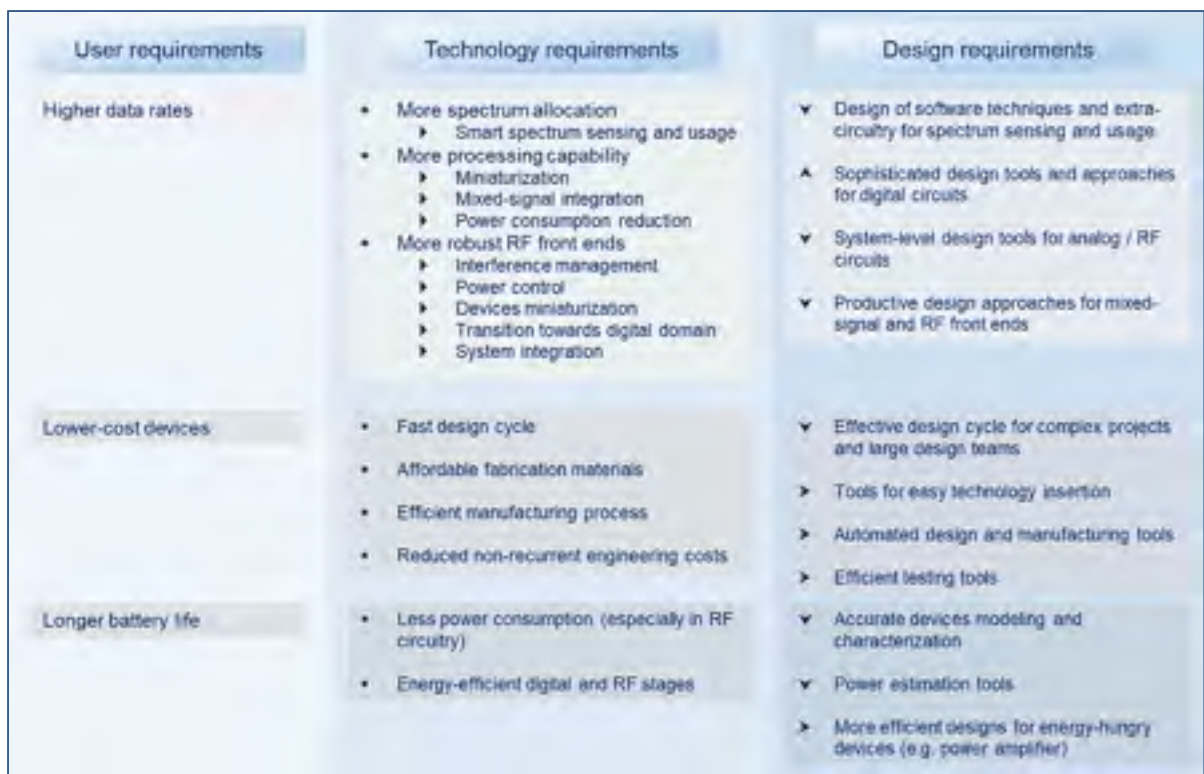 User requirements
Technology requirements
Design requirements
Higher data rates
• More spectrum allocation
Smart spectrum sensing and usage
• More processing capability
Miniaturization
Mixed-signal integration
Power consumption reduction
• More robust RF front ends
Interference management
Power control
Devices miniaturization
Transition towards digital domain
System integration
Design of software techniques and extra-
circuitry for spectrum sensing and usage
Sophisticated design tools and approaches
for digital circuits
System-level design tools for analog / RF
circuits
Productive design approaches for mixed-
signal and RF front ends
Lower-cost devices
• Fast design cycle
• Affordable fabrication materials
• Efficient manufacturing process
• Reduced non-recurrent engineering costs
Effective design cycle for complex projects
and large design teams
Tools for easy technology insertion
Automated design and manufacturing tools
Efficient testing tools
Longer battery life
• Less power consumption (especially in RF
circuitry)
• Energy-efficient digital and RF stages
Accurate devices modeling and
characterization
Power estimation tools
More efficient designs for energy-hungry
devices (e.g. power amplifier)